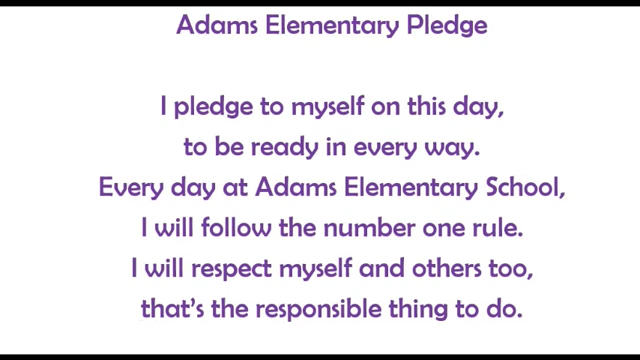 Adams Elementary Pledge
I pledge to myself on this day,
to be ready in every way.
Every day at Adams Elementary School,
I will follow the number one rule.
I will respect myself and others too,
that's the responsible thing to do.